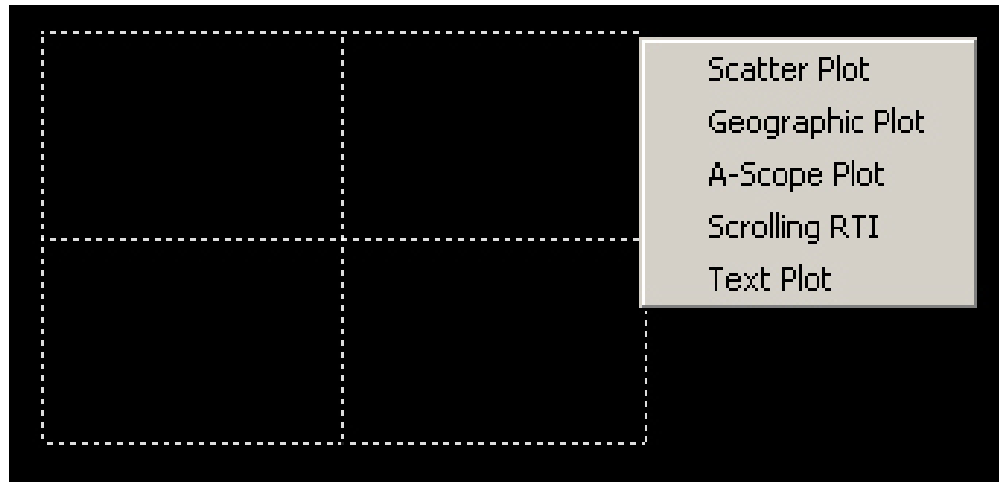 Scatter Plot
Geographic Plot
A-Scope Plot
Scrolling RTI
Text Plot